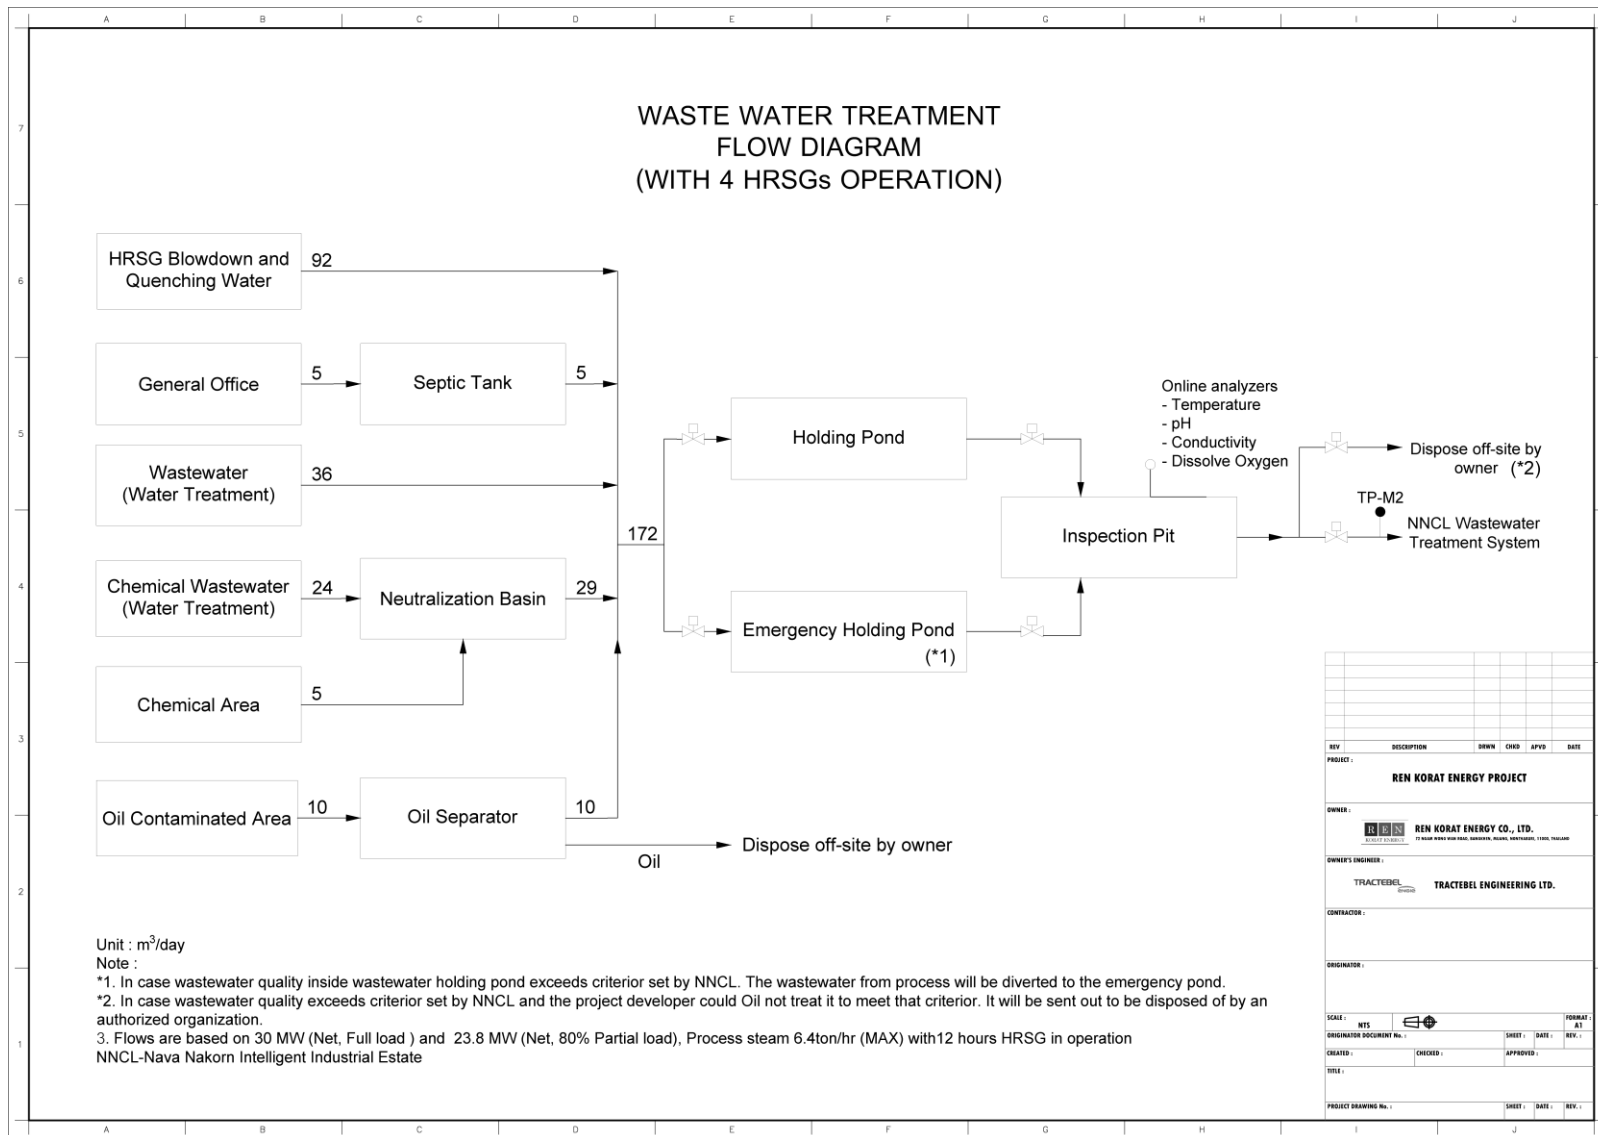 A B C D E F G H I J
WASTE WATER TREATMENT
FLOW DIAGRAM
(WITH 4 HRSGs OPERATION)
7
6
5
4
3
2
1
HRSG Blowdown and
Quenching Water
92
General Office
5
Septic Tank
5
Wastewater
(Water Treatment)
36
Chemical Wastewater
(Water Treatment)
24
Neutralization Basin
29
Chemical Area
5
Oil Contaminated Area
10
Oil Separator
10
Oil
Dispose off-site by owner
172
Holding Pond
Emergency Holding Pond
(*1)
Online analyzers
- Temperature
- pH
- Conductivity
- Dissolve Oxygen
Inspection Pit
Dispose off-site by
owner (*2)
TP-M2
NNCL Wastewater
Treatment System
Unit : m³/day
Note :
*1. In case wastewater quality inside wastewater holding pond exceeds criterior set by NNCL. The wastewater from process will be diverted to the emergency pond.
*2. In case wastewater quality exceeds criterior set by NNCL and the project developer could Oil not treat it to meet that criterior. It will be sent out to be disposed of by an
authorized organization.
3. Flows are based on 30 MW (Net, Full load ) and 23.8 MW (Net, 80% Partial load), Process steam 6.4ton/hr (MAX) with12 hours HRSG in operation
NNCL-Nava Nakorn Intelligent Industrial Estate
REV DESCRIPTION DRWN CHKD APVD DATE
PROJECT :
REN KORAT ENERGY PROJECT
OWNER :
REN
KORAT ENERGY
REN KORAT ENERGY CO., LTD.
OWNER'S ENGINEER :
TRACTEBEL
TRACTEBEL ENGINEERING LTD.
CONTRACTOR :
ORIGINATOR :
SCALE :
NTS
FORMAT :
A1
ORIGINATOR DOCUMENT No. : SHEET : DATE : REV. :
CREATED : CHECKED : APPROVED :
TITLE :
PROJECT DRAWING No. : SHEET : DATE : REV. :
A B C D E F G H I J